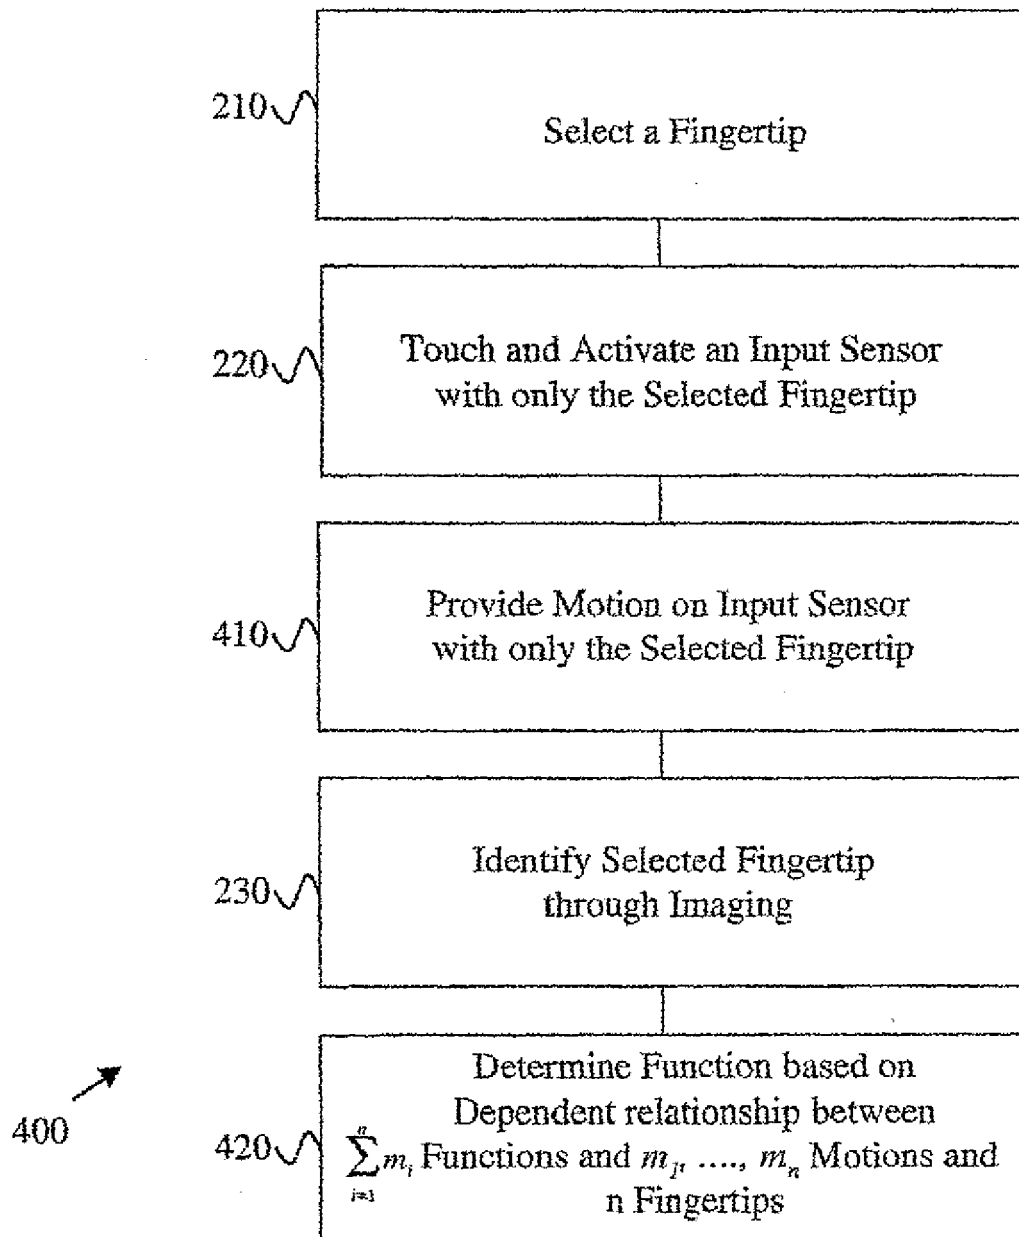 210
Select a Fingertip
220
Touch and Activate an Input Sensor
with only the Selected Fingertip
410
Provide Motion on Input Sensor
with only the Selected Fingertip
230
Identify Selected Fingertip
through Imaging
400
420
Determine Function based on
Dependent relationship between
n
∑ mᵢ Functions and m₁, ...., mₙ Motions and
i=1
n Fingertips